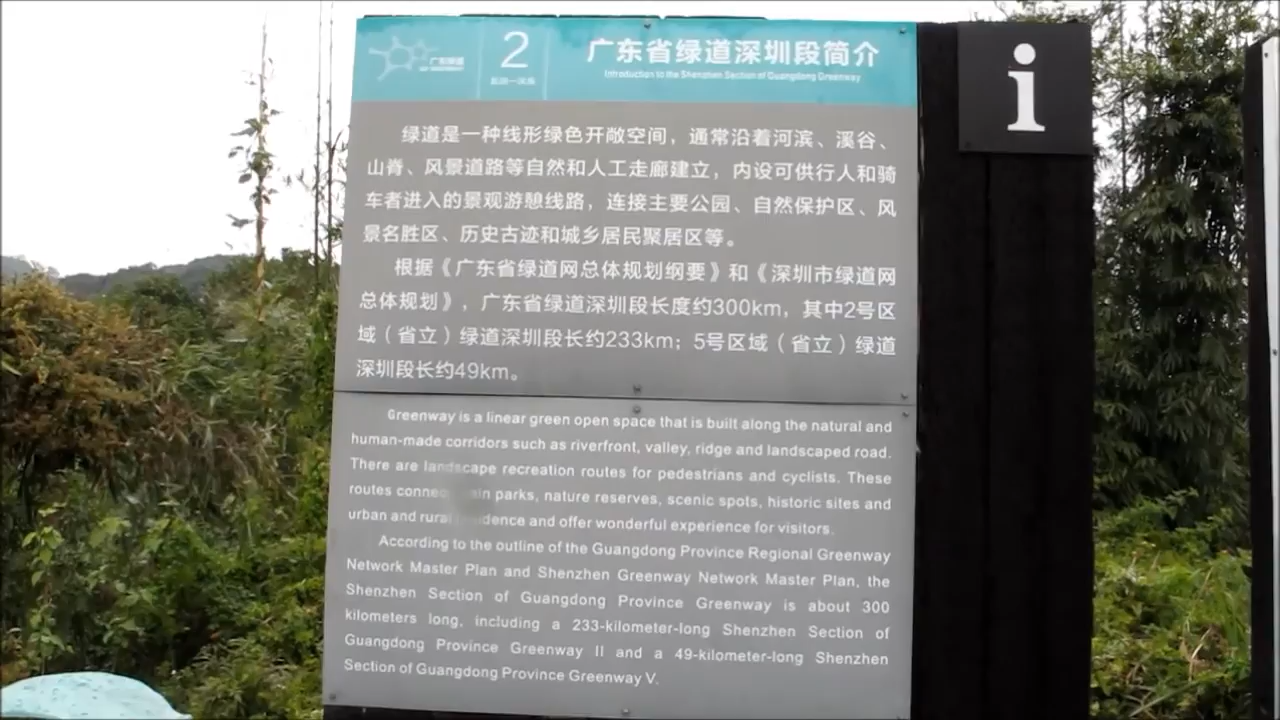 广东绿道
2
广东省绿道深圳段简介
Introduction to the Shenzhen Section of Guangdong Greenway
i
绿道是一种线形绿色开敞空间，通常沿着河滨、溪谷、
山脊、风景道路等自然和人工走廊建立，内设可供行人和骑
车者进入的景观游憩线路，连接主要公园、自然保护区、风
景名胜区、历史古迹和城乡居民聚居区等。
根据《广东省绿道网总体规划纲要》和《深圳市绿道网
总体规划》，广东省绿道深圳段长度约300km，其中2号区
域（省立）绿道深圳段长约233km；5号区域（省立）绿道
深圳段长约49km。
Greenway is a linear green open space that is built along the natural and
human-made corridors such as riverfront, valley, ridge and landscaped road.
There are landscape recreation routes for pedestrians and cyclists. These
routes parks, nature reserves, scenic spots, historic sites and
urban and rural and offer wonderful experience for visitors.
According to the outline of the Guangdong Province Regional Greenway
Network Master Plan and Shenzhen Greenway Network Master Plan, the
Shenzhen Section of Guangdong Province Greenway is about 300
kilometers long, including a 233-kilometer-long Shenzhen Section of
Guangdong Province Greenway II and a 49-kilometer-long Shenzhen
Section of Guangdong Province Greenway V.